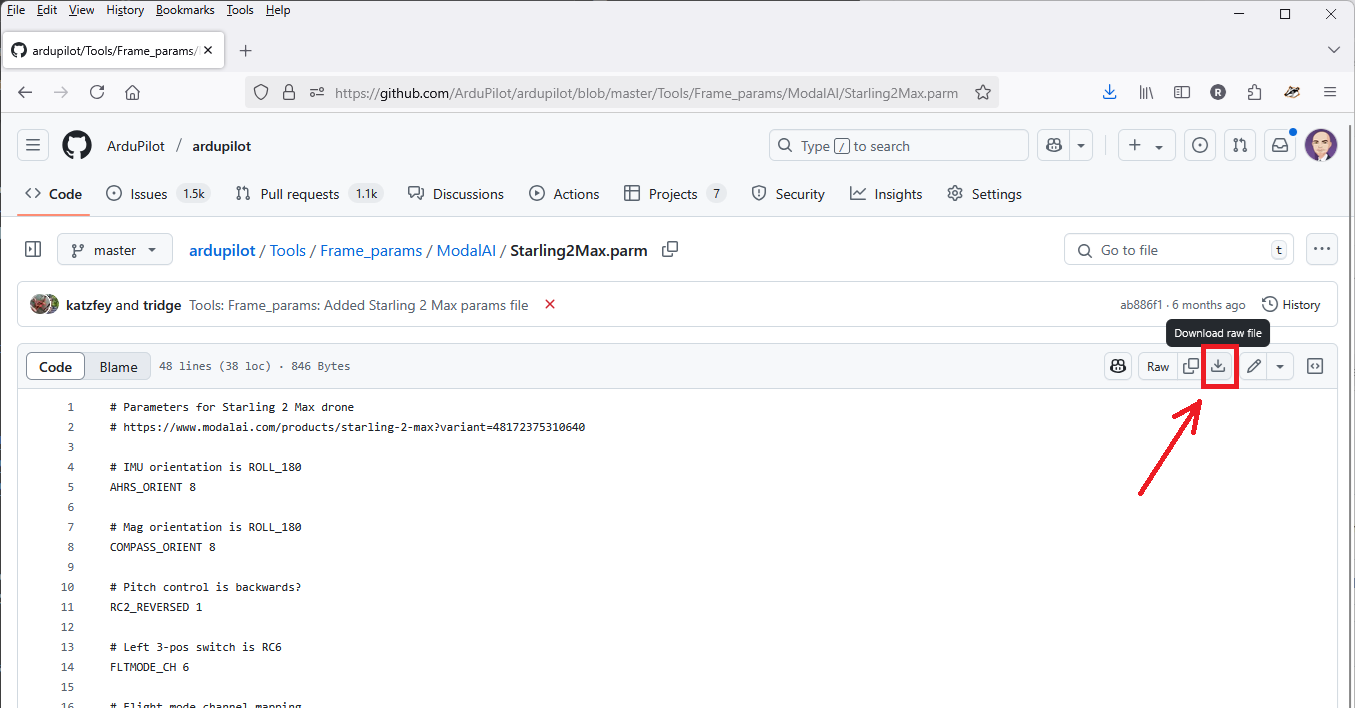 File Edit View History Bookmarks Tools Help
ardupilot/Tools/Frame_params/
https://github.com/ArduPilot/ardupilot/blob/master/Tools/Frame_params/ModalAI/Starling2Max.parm
R
ArduPilot / ardupilot
Type / to search
Code Issues 1.5k Pull requests 1.1k Discussions Actions Projects 7 Security Insights Settings
master ardupilot / Tools / Frame_params / ModalAI / Starling2Max.parm
Go to file t
katzfey and tridge Tools: Frame_params: Added Starling 2 Max params file
ab886f1 · 6 months ago History
Download raw file
Code Blame 48 lines (38 loc) · 846 Bytes Raw
1 # Parameters for Starling 2 Max drone
2 # https://www.modalai.com/products/starling-2-max?variant=48172375310640
3
4 # IMU orientation is ROLL_180
5 AHRS_ORIENT 8
6
7 # Mag orientation is ROLL_180
8 COMPASS_ORIENT 8
9
10 # Pitch control is backwards?
11 RC2_REVERSED 1
12
13 # Left 3-pos switch is RC6
14 FLTMODE_CH 6
15
16 # Flight mode channel mapping